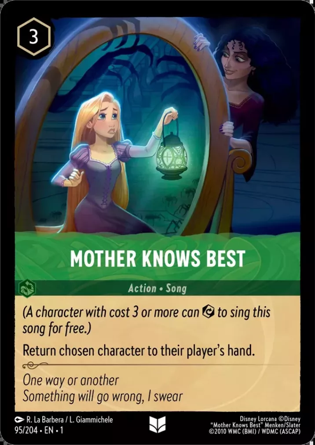 3
MOTHER KNOWS BEST
Action • Song
(A character with cost 3 or more can to sing this
song for free.)
Return chosen character to their player's hand.
One way or another
Something will go wrong, I swear
R. La Barbera / L. Giammichele
95/204 • EN • 1
Disney Lorcana ©Disney
"Mother Knows Best" Menken/Slater
©2010 WMC (BMI) / WDMC (ASCAP)